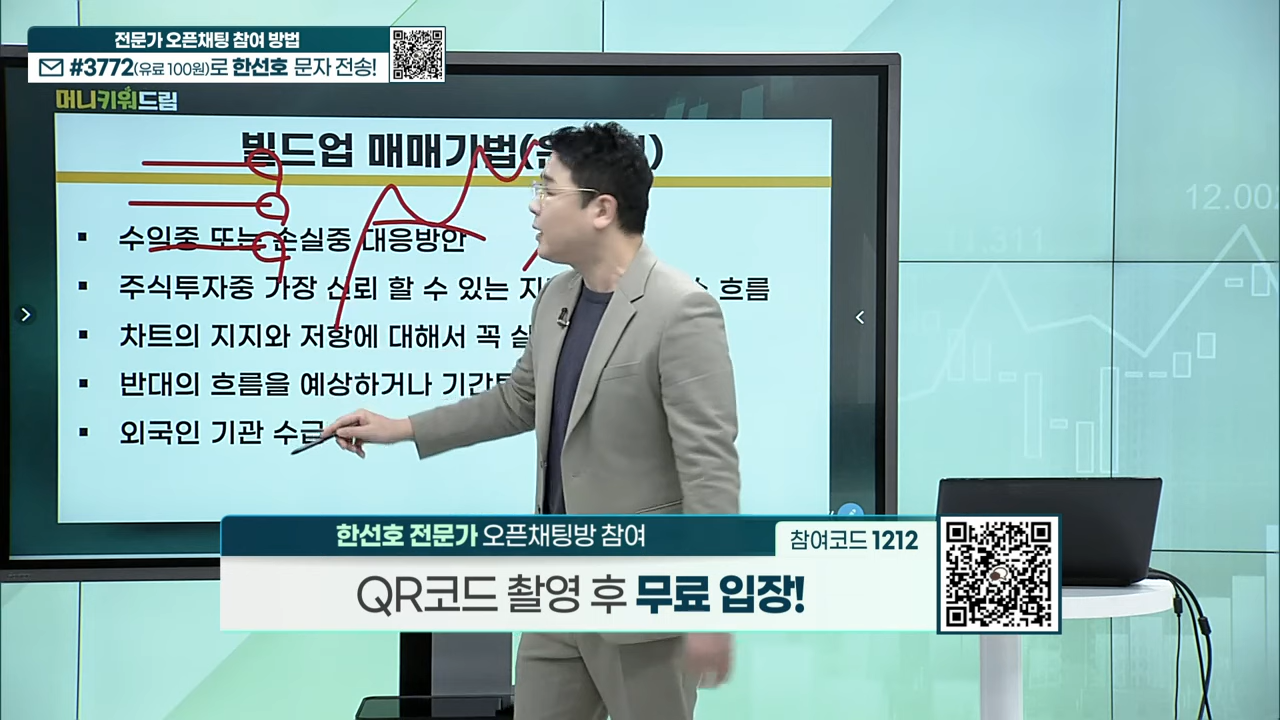 전문가 오픈채팅 참여 방법
#3772(유료 100원)로 한선호 문자 전송!
머니키워드림
빌드업 매매기법(
수익중 또는 손실중 대응방안
주식투자중 가장 신뢰 할 수 있는 흐름
차트의 지지와 저항에 대해서 꼭
반대의 흐름을 예상하거나
외국인 기관 수급
12.00
한선호 전문가 오픈채팅방 참여
참여코드 1212
QR코드 촬영 후 무료 입장!